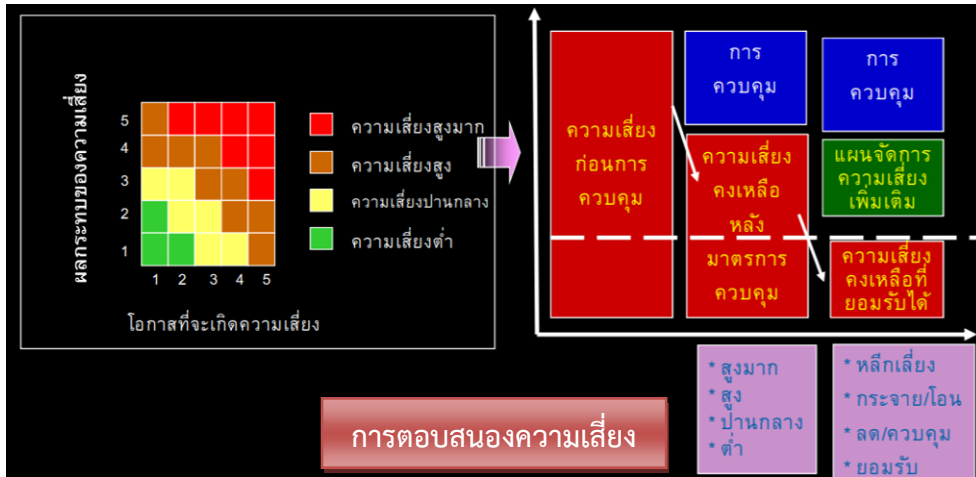 ผลกระทบของความเสี่ยง
5
4
3
2
1
1 2 3 4 5
โอกาสที่จะเกิดความเสี่ยง
ความเสี่ยงสูงมาก
ความเสี่ยงสูง
ความเสี่ยงปานกลาง
ความเสี่ยงต่ำ
ความเสี่ยง
ก่อนการ
ควบคุม
การ
ควบคุม
ความเสี่ยง
คงเหลือ
หลัง
มาตรการ
ควบคุม
การ
ควบคุม
แผนจัดการ
ความเสี่ยง
เพิ่มเติม
ความเสี่ยง
คงเหลือที่
ยอมรับได้
* สูงมาก
* สูง
* ปานกลาง
* ต่ำ
* หลีกเลี่ยง
* กระจาย/โอน
* ลด/ควบคุม
* ยอมรับ
การตอบสนองความเสี่ยง